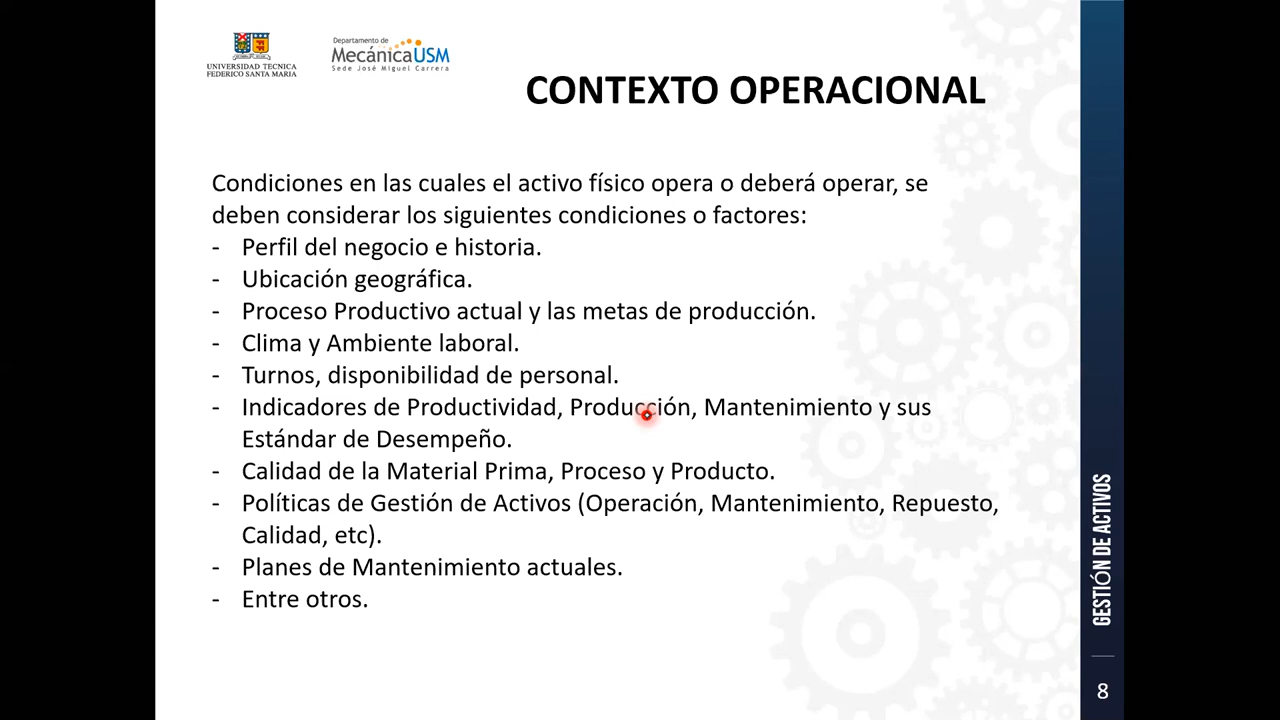 UNIVERSIDAD TECNICA
FEDERICO SANTA MARIA
Departamento de
MecánicaUSM
Sede José Miguel Carrera
CONTEXTO OPERACIONAL
Condiciones en las cuales el activo físico opera o deberá operar, se
deben considerar los siguientes condiciones o factores:
- Perfil del negocio e historia.
- Ubicación geográfica.
- Proceso Productivo actual y las metas de producción.
- Clima y Ambiente laboral.
- Turnos, disponibilidad de personal.
- Indicadores de Productividad, Producción, Mantenimiento y sus
Estándar de Desempeño.
- Calidad de la Material Prima, Proceso y Producto.
- Políticas de Gestión de Activos (Operación, Mantenimiento, Repuesto,
Calidad, etc).
- Planes de Mantenimiento actuales.
- Entre otros.
GESTIÓN DE ACTIVOS
8